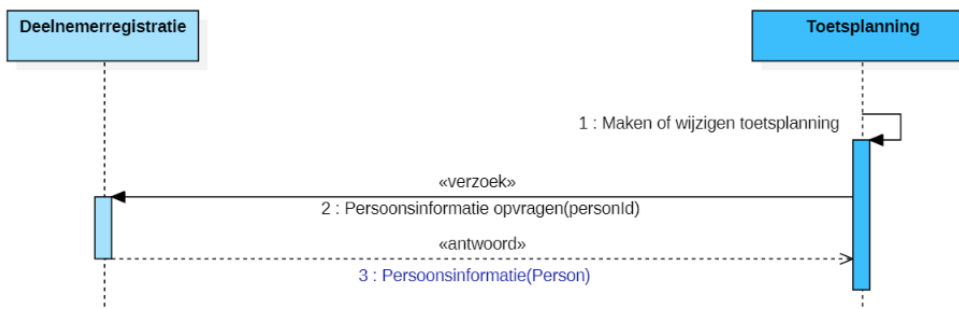 Deelnemerregistratie
Toetsplanning
1 : Maken of wijzigen toetsplanning
«verzoek»
2 : Persoonsinformatie opvragen(personId)
«antwoord»
3 : Persoonsinformatie(Person)